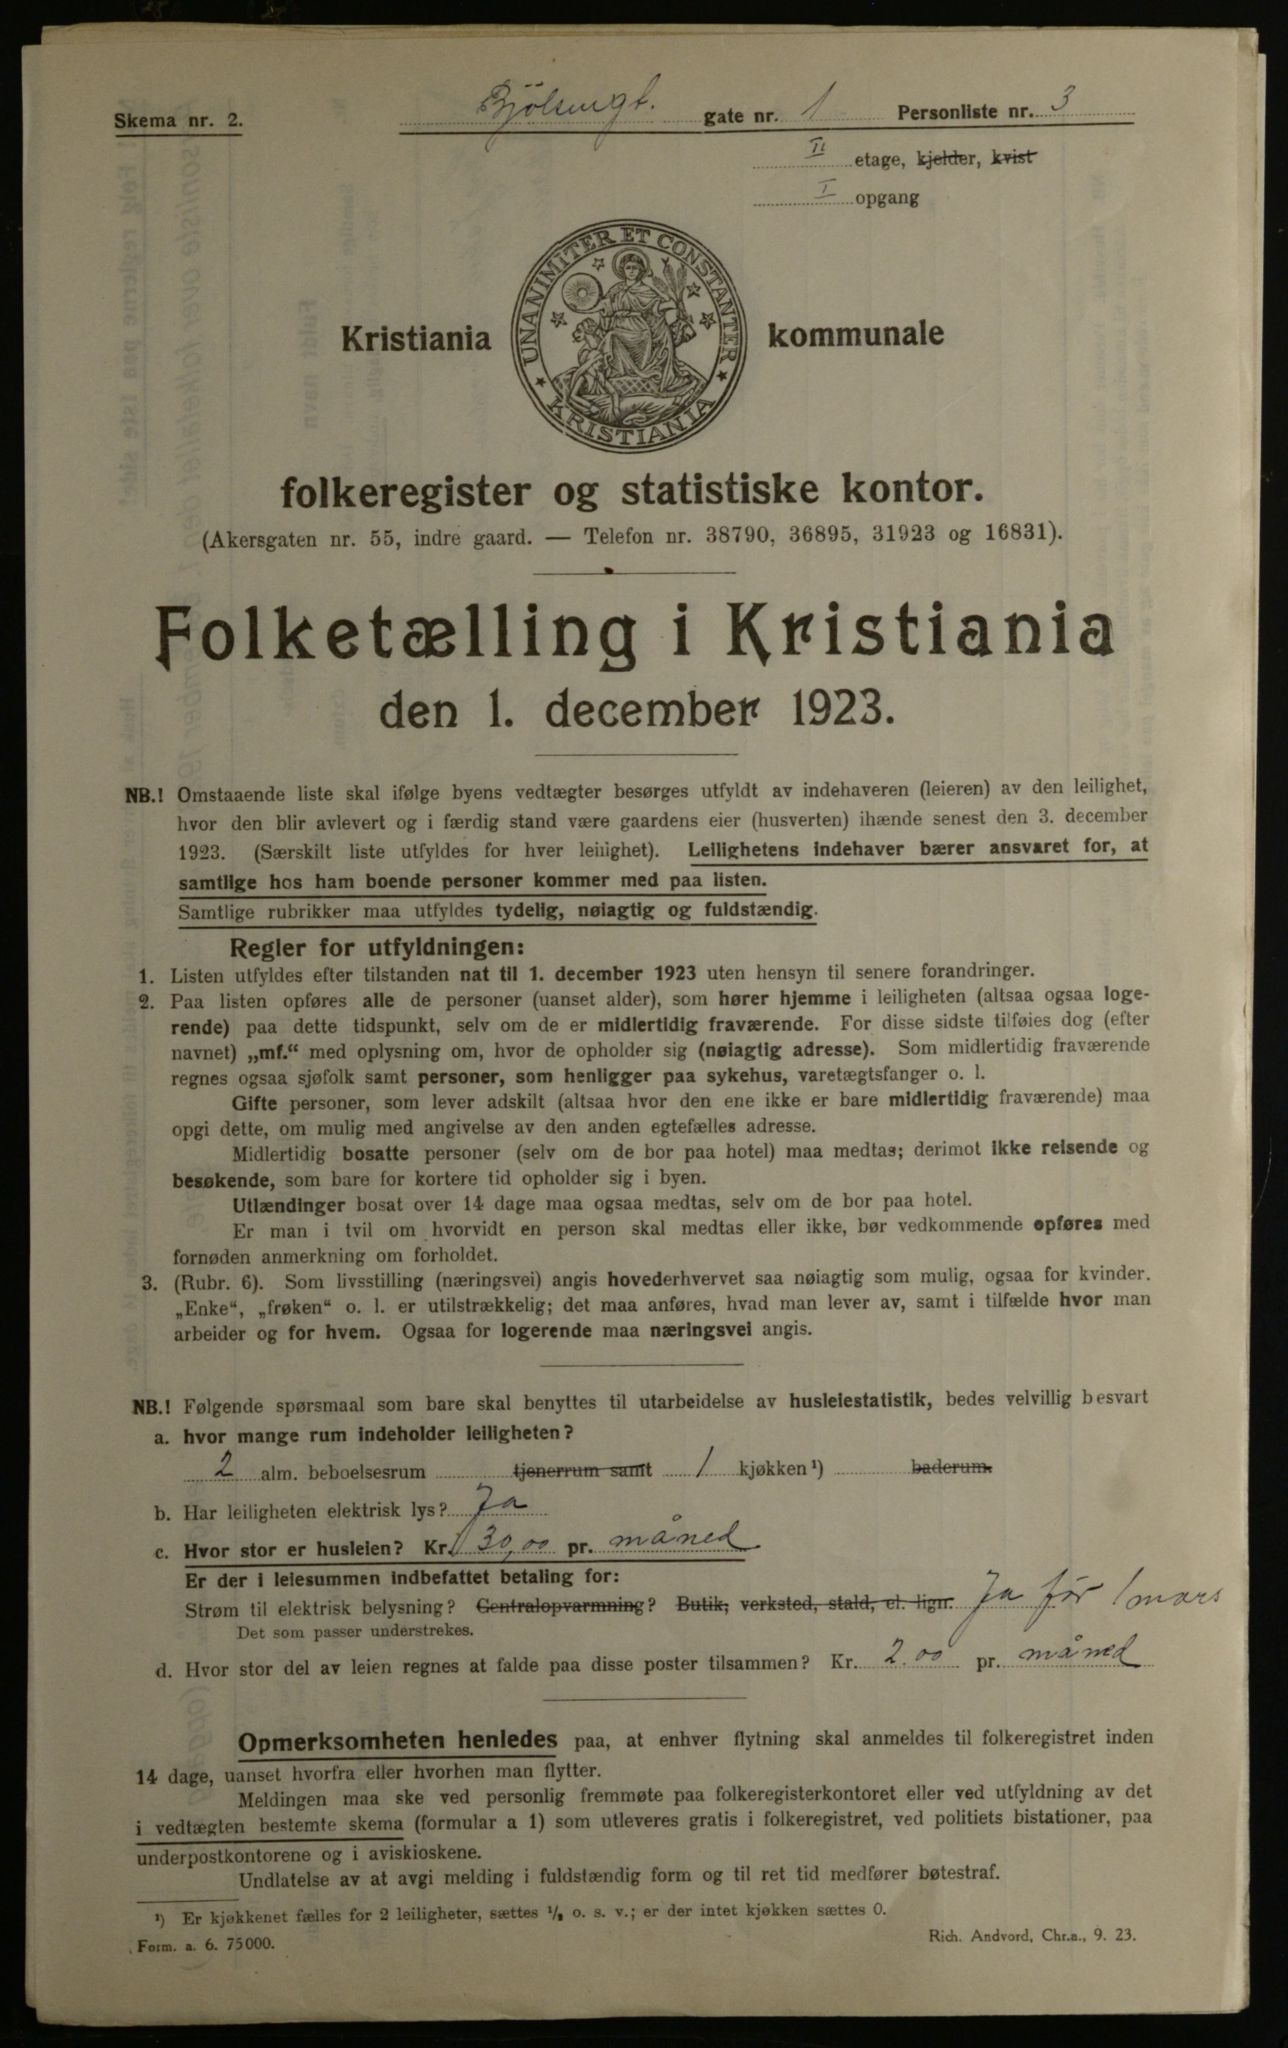 Skema nr. 2. Bjölsengt. gate nr. 1 Personliste nr. 3
II etage, kjelder, kvist
I opgang
UNANIMITER ET CONSTANTER
KRISTIANIA
Kristiania kommunale
folkeregister og statistiske kontor.
(Akersgaten nr. 55, indre gaard. — Telefon nr. 38790, 36895, 31923 og 16831).
Folketælling i Kristiania
den 1. december 1923.
NB.! Omstaaende liste skal ifølge byens vedtægter besørges utfyldt av indehaveren (leieren) av den leilighet,
hvor den blir avlevert og i færdig stand være gaardens eier (husverten) ihænde senest den 3. december
1923. (Særskilt liste utfyldes for hver leilighet). Leilighetens indehaver bærer ansvaret for, at
samtlige hos ham boende personer kommer med paa listen.
Samtlige rubrikker maa utfyldes tydelig, nøiagtig og fuldstændig.
Regler for utfyldningen:
1. Listen utfyldes efter tilstanden nat til 1. december 1923 uten hensyn til senere forandringer.
2. Paa listen opføres alle de personer (uanset alder), som hører hjemme i leiligheten (altsaa ogsaa loge-
rende) paa dette tidspunkt, selv om de er midlertidig fraværende. For disse sidste tilføies dog (efter
navnet) „mf.“ med oplysning om, hvor de opholder sig (nøiagtig adresse). Som midlertidig fraværende
regnes ogsaa sjøfolk samt personer, som henligger paa sykehus, varetægtsfanger o. l.
Gifte personer, som lever adskilt (altsaa hvor den ene ikke er bare midlertidig fraværende) maa
opgi dette, om mulig med angivelse av den anden egtefælles adresse.
Midlertidig bosatte personer (selv om de bor paa hotel) maa medtas; derimot ikke reisende og
besøkende, som bare for kortere tid opholder sig i byen.
Utlændinger bosat over 14 dage maa ogsaa medtas, selv om de bor paa hotel.
Er man i tvil om hvorvidt en person skal medtas eller ikke, bør vedkommende opføres med
fornøden anmerkning om forholdet.
3. (Rubr. 6). Som livsstilling (næringsvei) angis hovederhvervet saa nøiagtig som mulig, ogsaa for kvinder.
„Enke“, „frøken“ o. l. er utilstrækkelig; det maa anføres, hvad man lever av, samt i tilfælde hvor man
arbeider og for hvem. Ogsaa for logerende maa næringsvei angis.
NB.! Følgende spørsmaal som bare skal benyttes til utarbeidelse av husleiestatistik, bedes velvillig besvart
a. hvor mange rum indeholder leiligheten?
2 alm. beboelsesrum tjenerrum samt 1 kjøkken ¹) baderum.
b. Har leiligheten elektrisk lys? Ja
c. Hvor stor er husleien? Kr. 30,00 pr. måned
Er der i leiesummen indbefattet betaling for:
Strøm til elektrisk belysning? Centralopvarmning? Butik, verksted, stald, el. lign. Ja før 1 mars
Det som passer understrekes.
d. Hvor stor del av leien regnes at falde paa disse poster tilsammen? Kr. 2.00 pr. måned
Opmerksomheten henledes paa, at enhver flytning skal anmeldes til folkeregistret inden
14 dage, uanset hvorfra eller hvorhen man flytter.
Meldingen maa ske ved personlig fremmøte paa folkeregisterkontoret eller ved utfyldning av det
i vedtægten bestemte skema (formular a 1) som utleveres gratis i folkeregistret, ved politiets bistationer, paa
underpostkontorene og i aviskioskene.
Undlatelse av at avgi melding i fuldstændig form og til ret tid medfører bøtestraf.
¹) Er kjøkkenet fælles for 2 leiligheter, sættes ½ o. s. v.; er der intet kjøkken sættes 0.
Form. a. 6. 75000. Rich. Andvord, Chr.a., 9. 23.